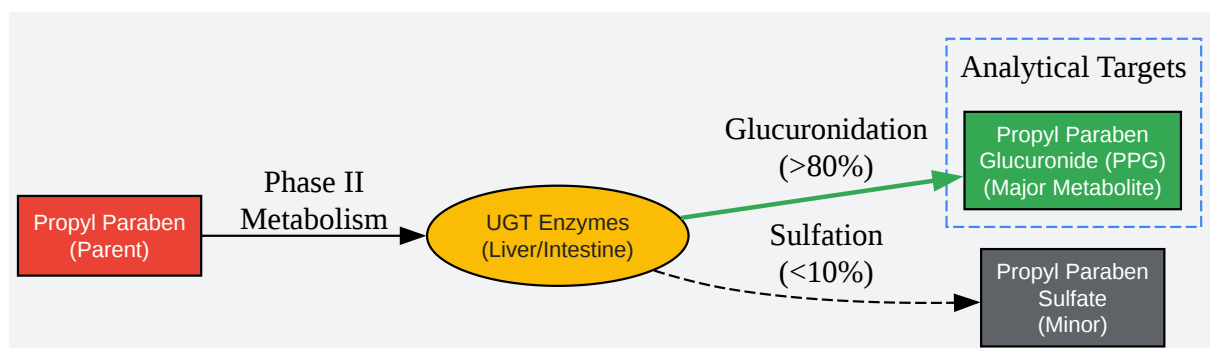 Propyl Paraben
(Parent)
Phase II
Metabolism
UGT Enzymes
(Liver/Intestine)
Glucuronidation
(>80%)
Sulfation
(<10%)
Analytical Targets
Propyl Paraben
Glucuronide (PPG)
(Major Metabolite)
Propyl Paraben
Sulfate
(Minor)